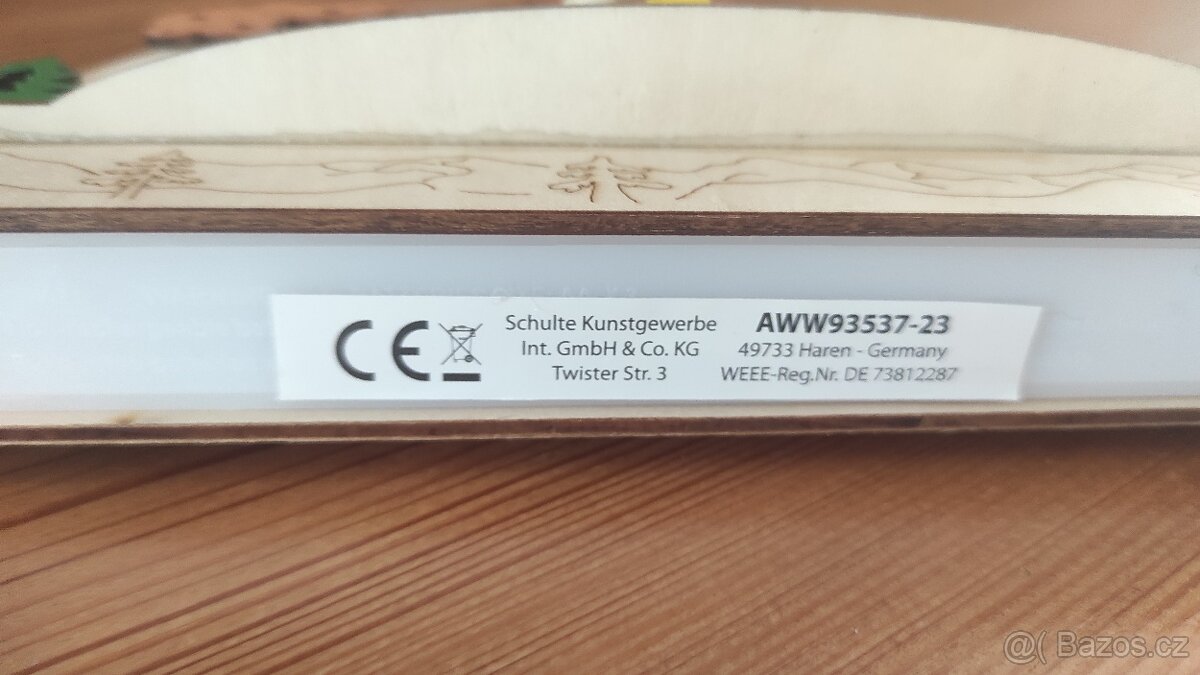 CE
Schulte Kunstgewerbe
Int. GmbH & Co. KG
Twister Str. 3
AWW93537-23
49733 Haren - Germany
WEEE-Reg.Nr. DE 73812287
@( Bazos.cz